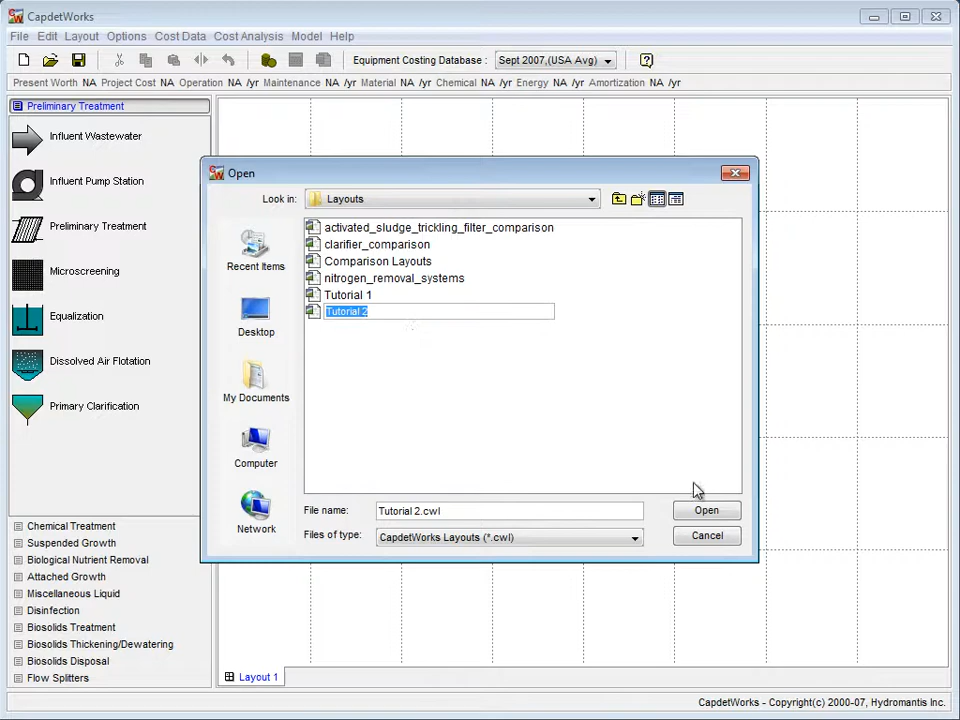 CapdetWorks
File Edit Layout Options Cost Data Cost Analysis Model Help
Equipment Costing Database : Sept 2007,(USA Avg)
Present Worth NA Project Cost NA Operation NA /yr Maintenance NA /yr Material NA /yr Chemical NA /yr Energy NA /yr Amortization NA /yr
Preliminary Treatment
Influent Wastewater
Influent Pump Station
Preliminary Treatment
Microscreening
Equalization
Dissolved Air Flotation
Primary Clarification
Chemical Treatment
Suspended Growth
Biological Nutrient Removal
Attached Growth
Miscellaneous Liquid
Disinfection
Biosolids Treatment
Biosolids Thickening/Dewatering
Biosolids Disposal
Flow Splitters
Open
Look in: Layouts
Recent Items
Desktop
My Documents
Computer
Network
activated_sludge_trickling_filter_comparison
clarifier_comparison
Comparison Layouts
nitrogen_removal_systems
Tutorial 1
Tutorial 2
File name: Tutorial 2.cwl Open
Files of type: CapdetWorks Layouts (*.cwl) Cancel
Layout 1
CapdetWorks - Copyright(c) 2000-07, Hydromantis Inc.